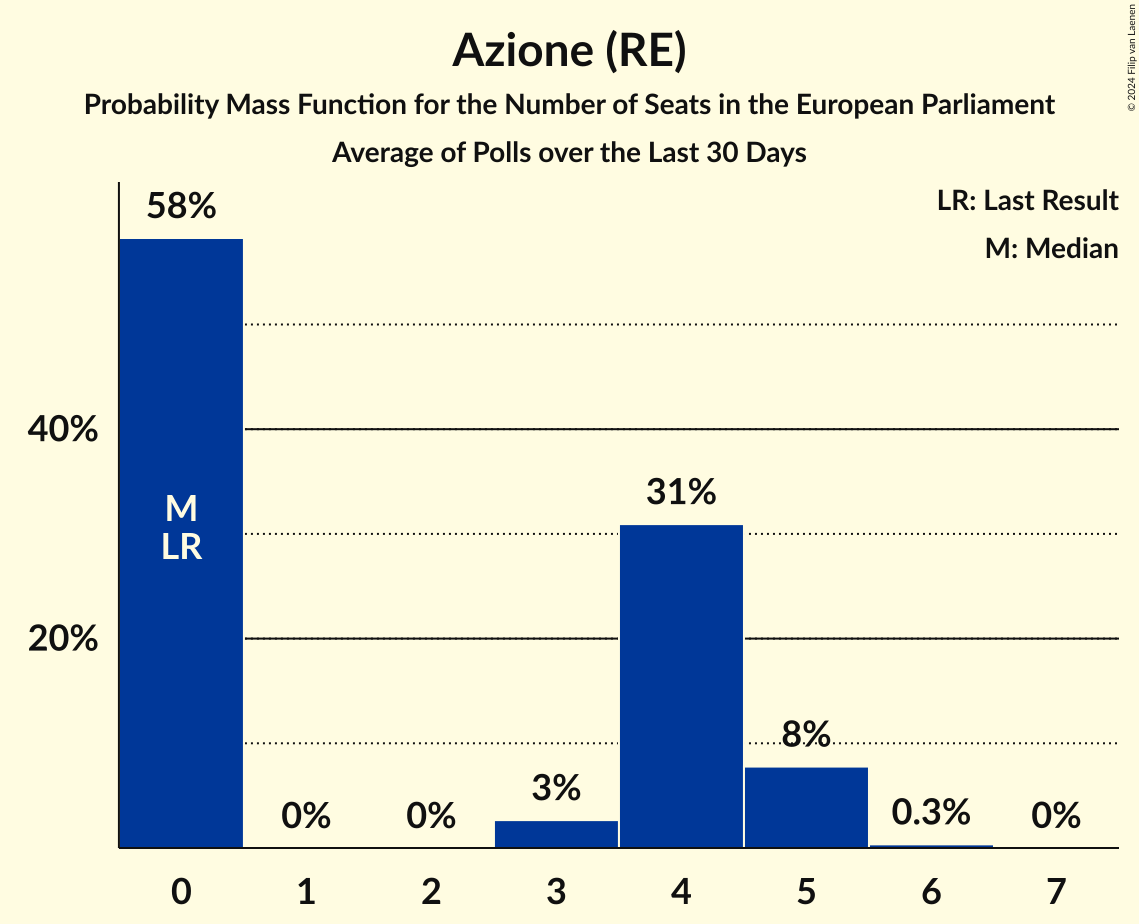 Azione (RE)
Probability Mass Function for the Number of Seats in the European Parliament
Average of Polls over the Last 30 Days
© 2024 Filip van Laenen
LR: Last Result
M: Median
58%
40%
20%
M
LR
0%
0%
3%
31%
8%
0.3%
0%
0
1
2
3
4
5
6
7